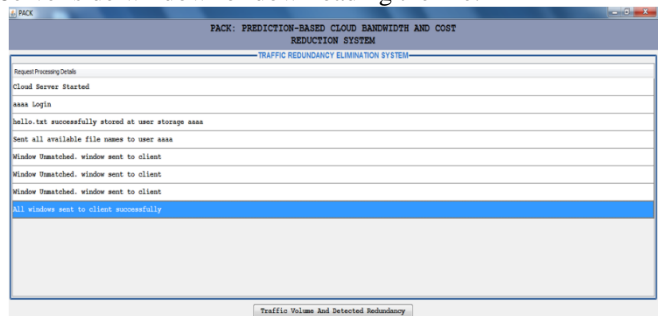 PACK
PACK: PREDICTION-BASED CLOUD BANDWIDTH AND COST
REDUCTION SYSTEM
TRAFFIC REDUNDANCY ELIMINATION SYSTEM
Request Processing Details
Cloud Server Started
aaaa Login
hallo.txt successfully stored at user storage aaaa
Sent all available file names to user aaaa
Window Unmatched. window sent to client
Window Unmatched. window sent to client
Window Unmatched. window sent to client
All windows sent to client successfully
Traffic Volume And Detected Redundancy